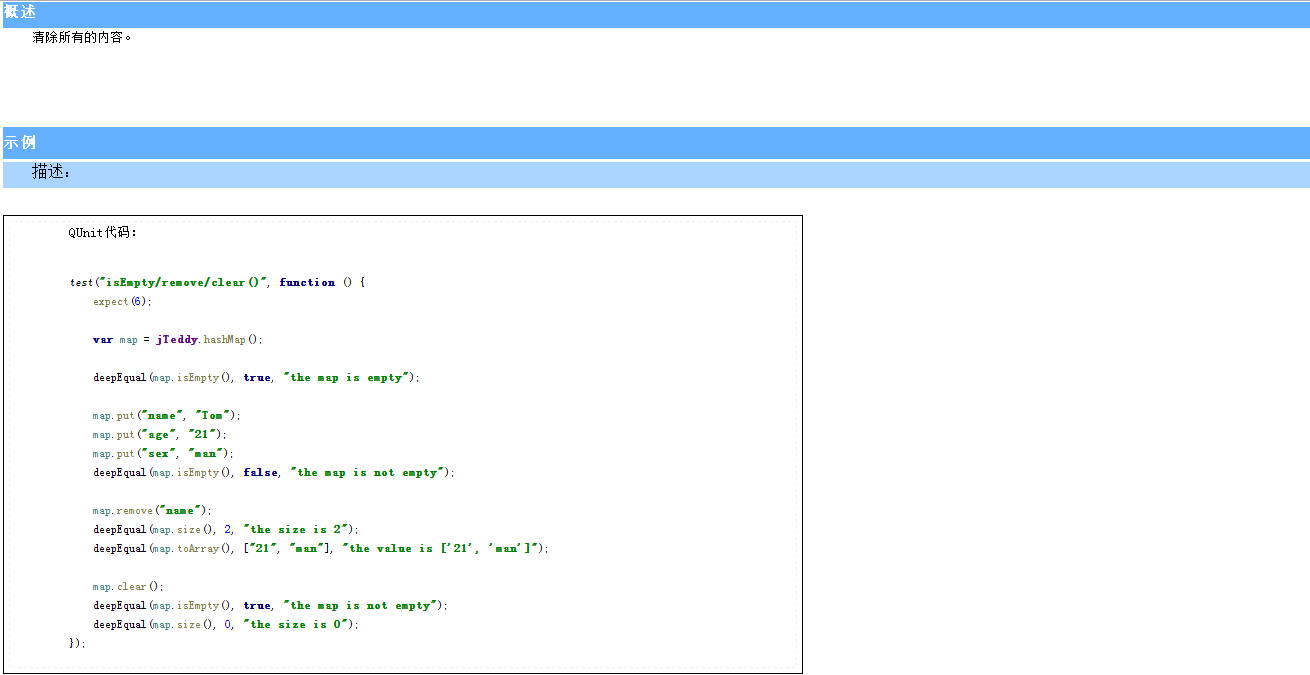 概述
清除所有的内容。
示例
描述：
QUnit代码：
test("isEmpty/remove/clear()", function () {
expect(6);
var map = jTeddy.hashMap();
deepEqual(map.isEmpty(), true, "the map is empty");
map.put("name", "Tom");
map.put("age", "21");
map.put("sex", "man");
deepEqual(map.isEmpty(), false, "the map is not empty");
map.remove("name");
deepEqual(map.size(), 2, "the size is 2");
deepEqual(map.toArray(), ["21", "man"], "the value is ['21', 'man']");
map.clear();
deepEqual(map.isEmpty(), true, "the map is not empty");
deepEqual(map.size(), 0, "the size is 0");
});